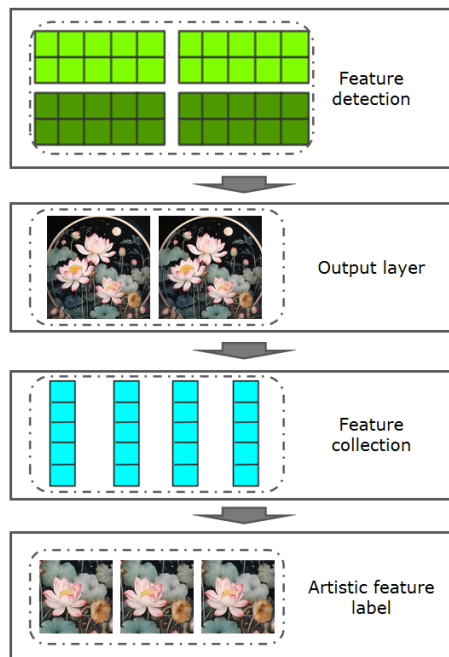 Feature
detection
Output layer
Feature
collection
Artistic feature
label